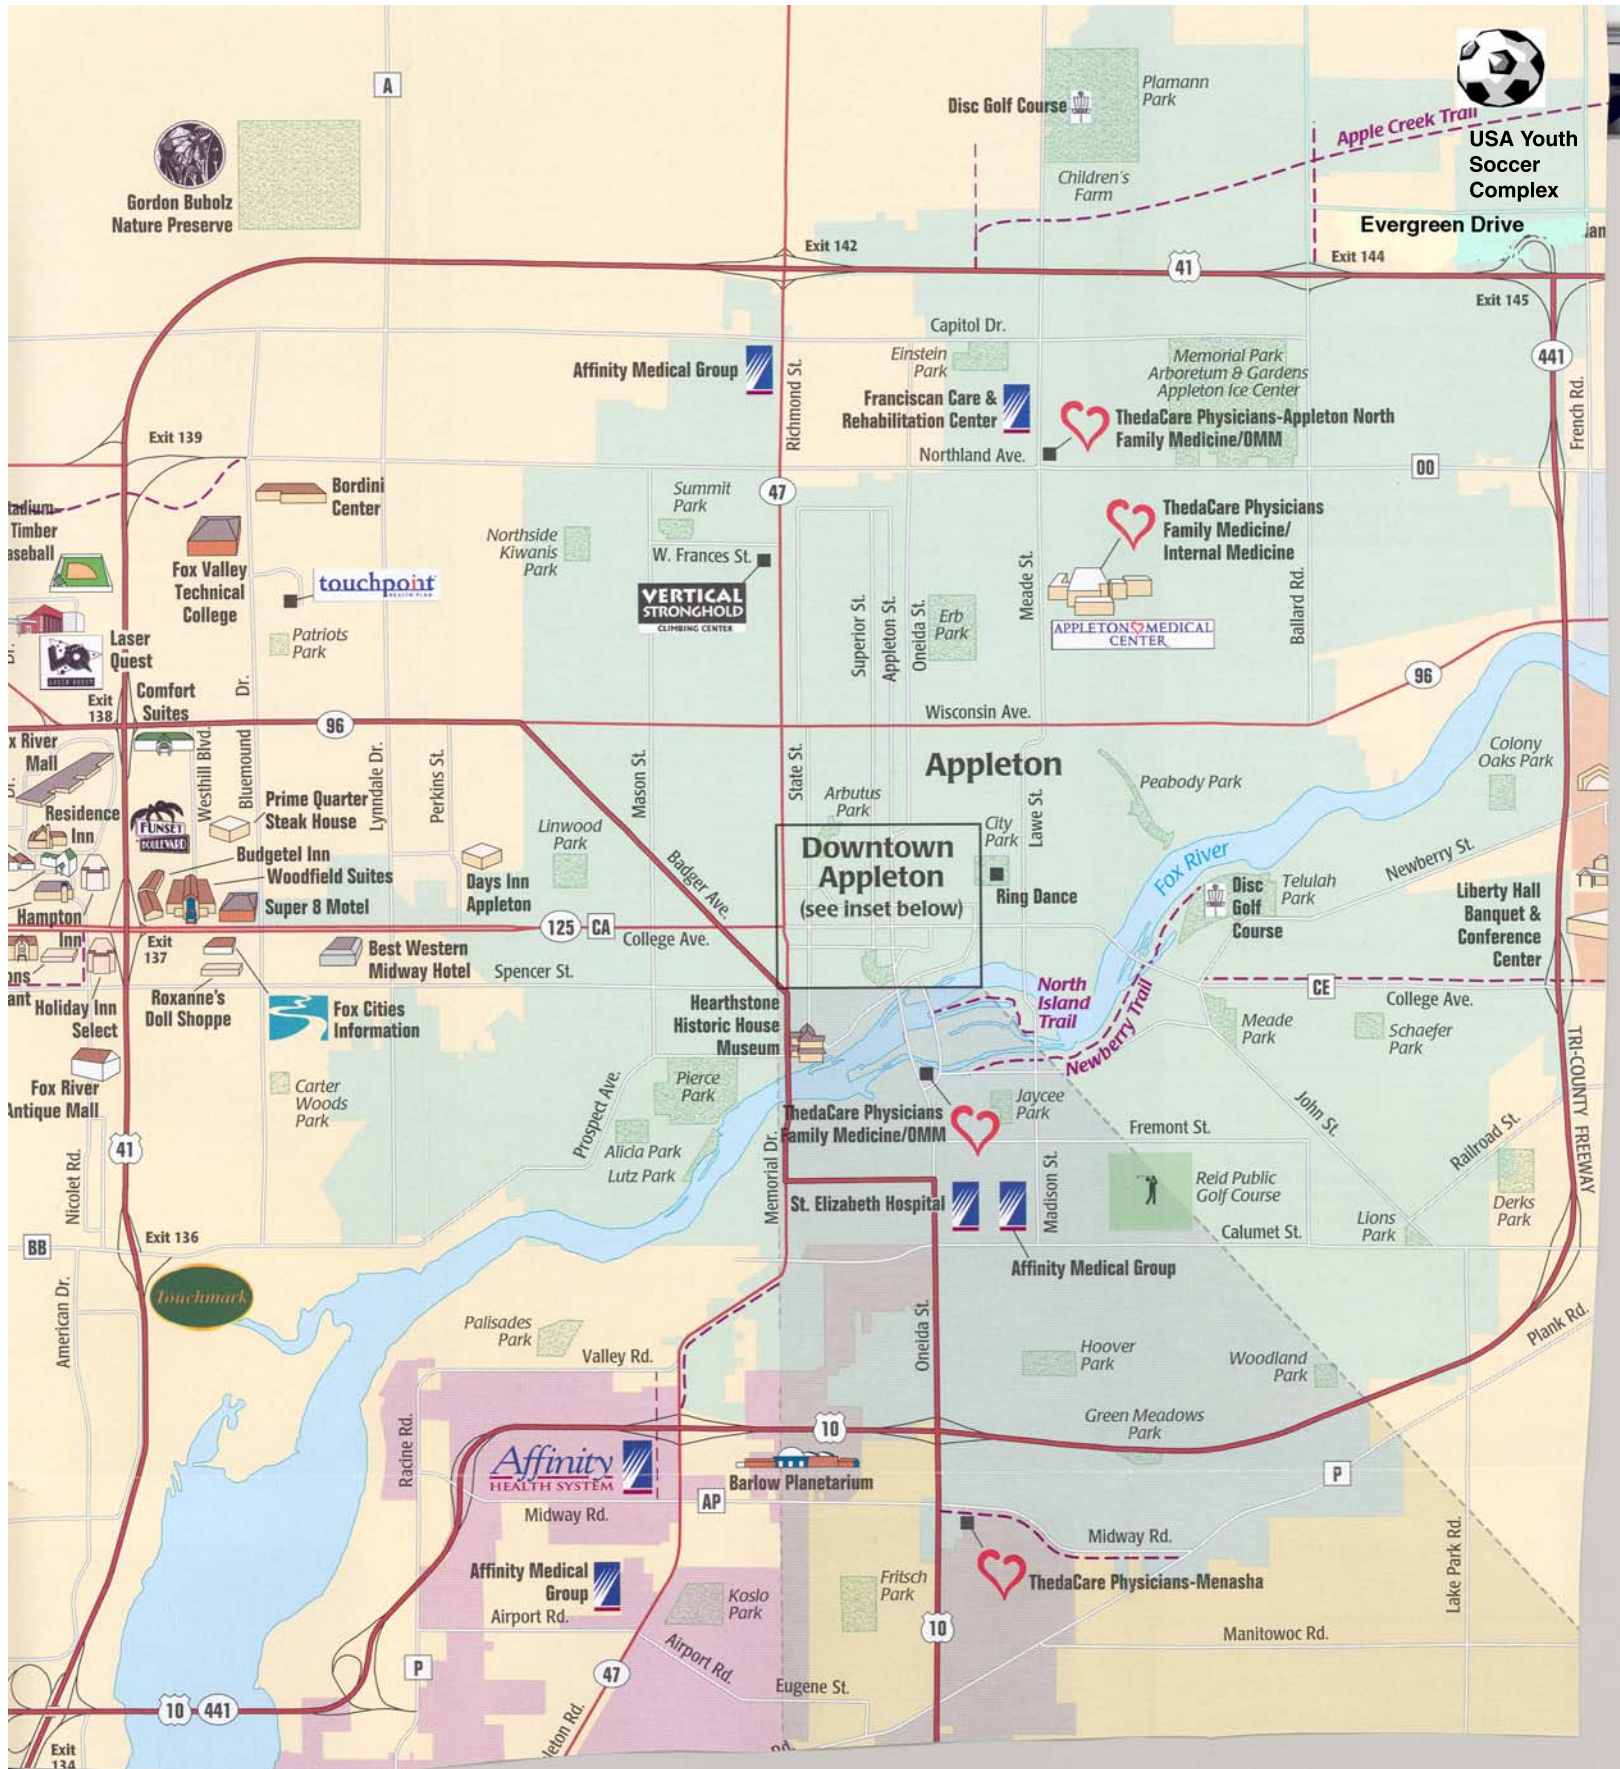 A
Disc Golf Course
Plamann
Park
Apple Creek Trail
USA Youth
Soccer
Complex
Gordon Bubolz
Nature Preserve
Children's
Farm
Evergreen Drive
Exit 142
41
Exit 144
Exit 145
Capitol Dr.
Affinity Medical Group
Richmond St.
Einstein
Park
Memorial Park
Arboretum & Gardens
Appleton Ice Center
441
French Rd.
Franciscan Care &
Rehabilitation Center
ThedaCare Physicians-Appleton North
Family Medicine/OMM
Exit 139
Northland Ave.
OO
47
Bordini
Center
Summit
Park
Timber
Northside
Kiwanis
Park
W. Frances St.
ThedaCare Physicians
Family Medicine/
Internal Medicine
Fox Valley
Technical
College
touchpoint
HEALTH PLAN
VERTICAL
STRONGHOLD
CLIMBING CENTER
Superior St.
Appleton St.
Oneida St.
Erb
Park
Meade St.
APPLETON MEDICAL
CENTER
Ballard Rd.
Patriots
Park
Laser
Quest
LQ
LASER QUEST
Dr.
Exit
138
Comfort
Suites
96
96
Wisconsin Ave.
x River
Mall
Westhill Blvd.
Bluemound
Lynndale Dr.
Perkins St.
Mason St.
State St.
Appleton
Peabody Park
Colony
Oaks Park
Residence
Inn
FUNSET
BOULEVARD
Prime Quarter
Steak House
Arbutus
Park
Linwood
Park
City
Park
Lawe St.
Downtown
Appleton
(see inset below)
Budgetel Inn
Woodfield Suites
Super 8 Motel
Days Inn
Appleton
Badger Ave.
Ring Dance
Fox River
Disc
Golf
Course
Telulah
Park
Newberry St.
Liberty Hall
Banquet &
Conference
Center
Hampton
Inn
Exit
137
125
CA
College Ave.
Best Western
Midway Hotel
Spencer St.
Holiday Inn
Select
Roxanne's
Doll Shoppe
Fox Cities
Information
Hearthstone
Historic House
Museum
North
Island
Trail
Newberry Trail
CE
College Ave.
Meade
Park
Schaefer
Park
Fox River
Antique Mall
Carter
Woods
Park
Prospect Ave.
Pierce
Park
Alicia Park
Lutz Park
ThedaCare Physicians
Family Medicine/OMM
Jaycee
Park
Fremont St.
John St.
TRI-COUNTY FREEWAY
Railroad St.
41
Nicolet Rd.
Memorial Dr.
St. Elizabeth Hospital
Madison St.
Reid Public
Golf Course
Derks
Park
Lions
Park
Calumet St.
BB
Exit 136
Touchmark
Affinity Medical Group
American Dr.
Palisades
Park
Valley Rd.
Oneida St.
Hoover
Park
Woodland
Park
Plank Rd.
Racine Rd.
10
Green Meadows
Park
Affinity
HEALTH SYSTEM
Barlow Planetarium
P
AP
Midway Rd.
Midway Rd.
Affinity Medical
Group
Koslo
Park
Fritsch
Park
ThedaCare Physicians-Menasha
Lake Park Rd.
Airport Rd.
Airport Rd.
10
Manitowoc Rd.
P
47
Eugene St.
10
441
leton Rd.
Exit
134